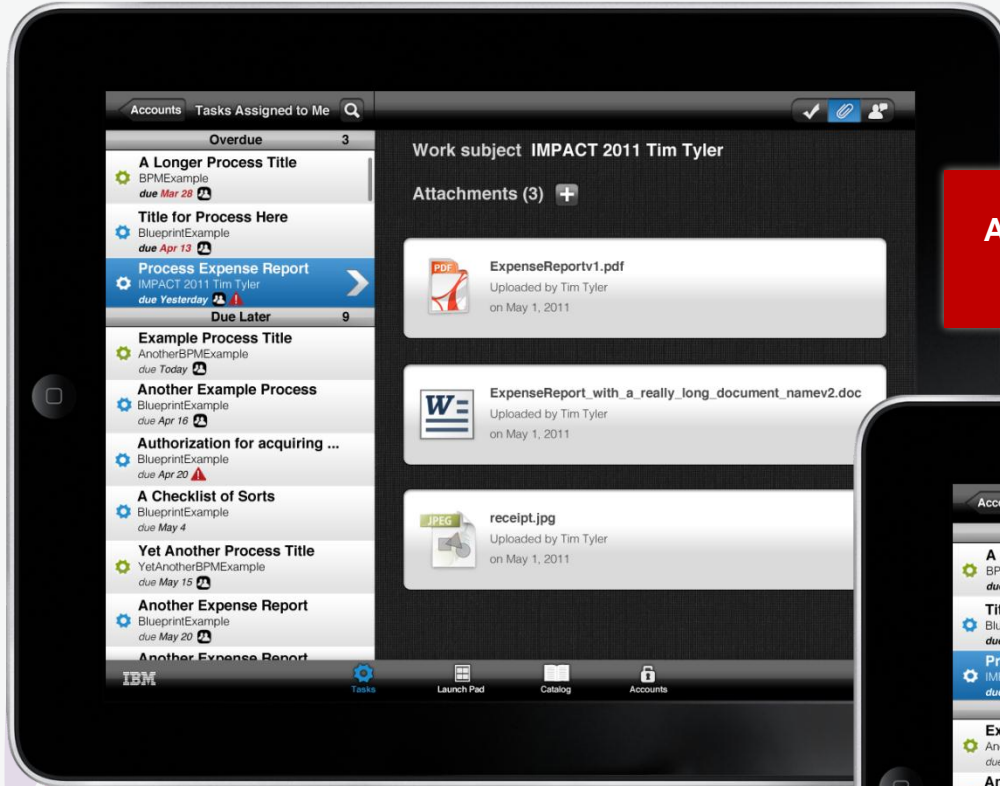 Accounts Tasks Assigned to Me
Overdue 3
A Longer Process Title
BPMExample
due Mar 28
Title for Process Here
BlueprintExample
due Apr 13
Process Expense Report
IMPACT 2011 Tim Tyler
due Yesterday
Due Later 9
Example Process Title
AnotherBPMExample
due Today
Another Example Process
BlueprintExample
due Apr 16
Authorization for acquiring ...
BlueprintExample
due Apr 20
A Checklist of Sorts
BlueprintExample
due May 4
Yet Another Process Title
YetAnotherBPMExample
due May 15
Another Expense Report
BlueprintExample
due May 20
Another Expense Report
Work subject IMPACT 2011 Tim Tyler
Attachments (3)
PDF
ExpenseReportv1.pdf
Uploaded by Tim Tyler
on May 1, 2011
W
ExpenseReport_with_a_really_long_document_namev2.doc
Uploaded by Tim Tyler
on May 1, 2011
JPEG
receipt.jpg
Uploaded by Tim Tyler
on May 1, 2011
IBM
Tasks
Launch Pad
Catalog
Accounts
A